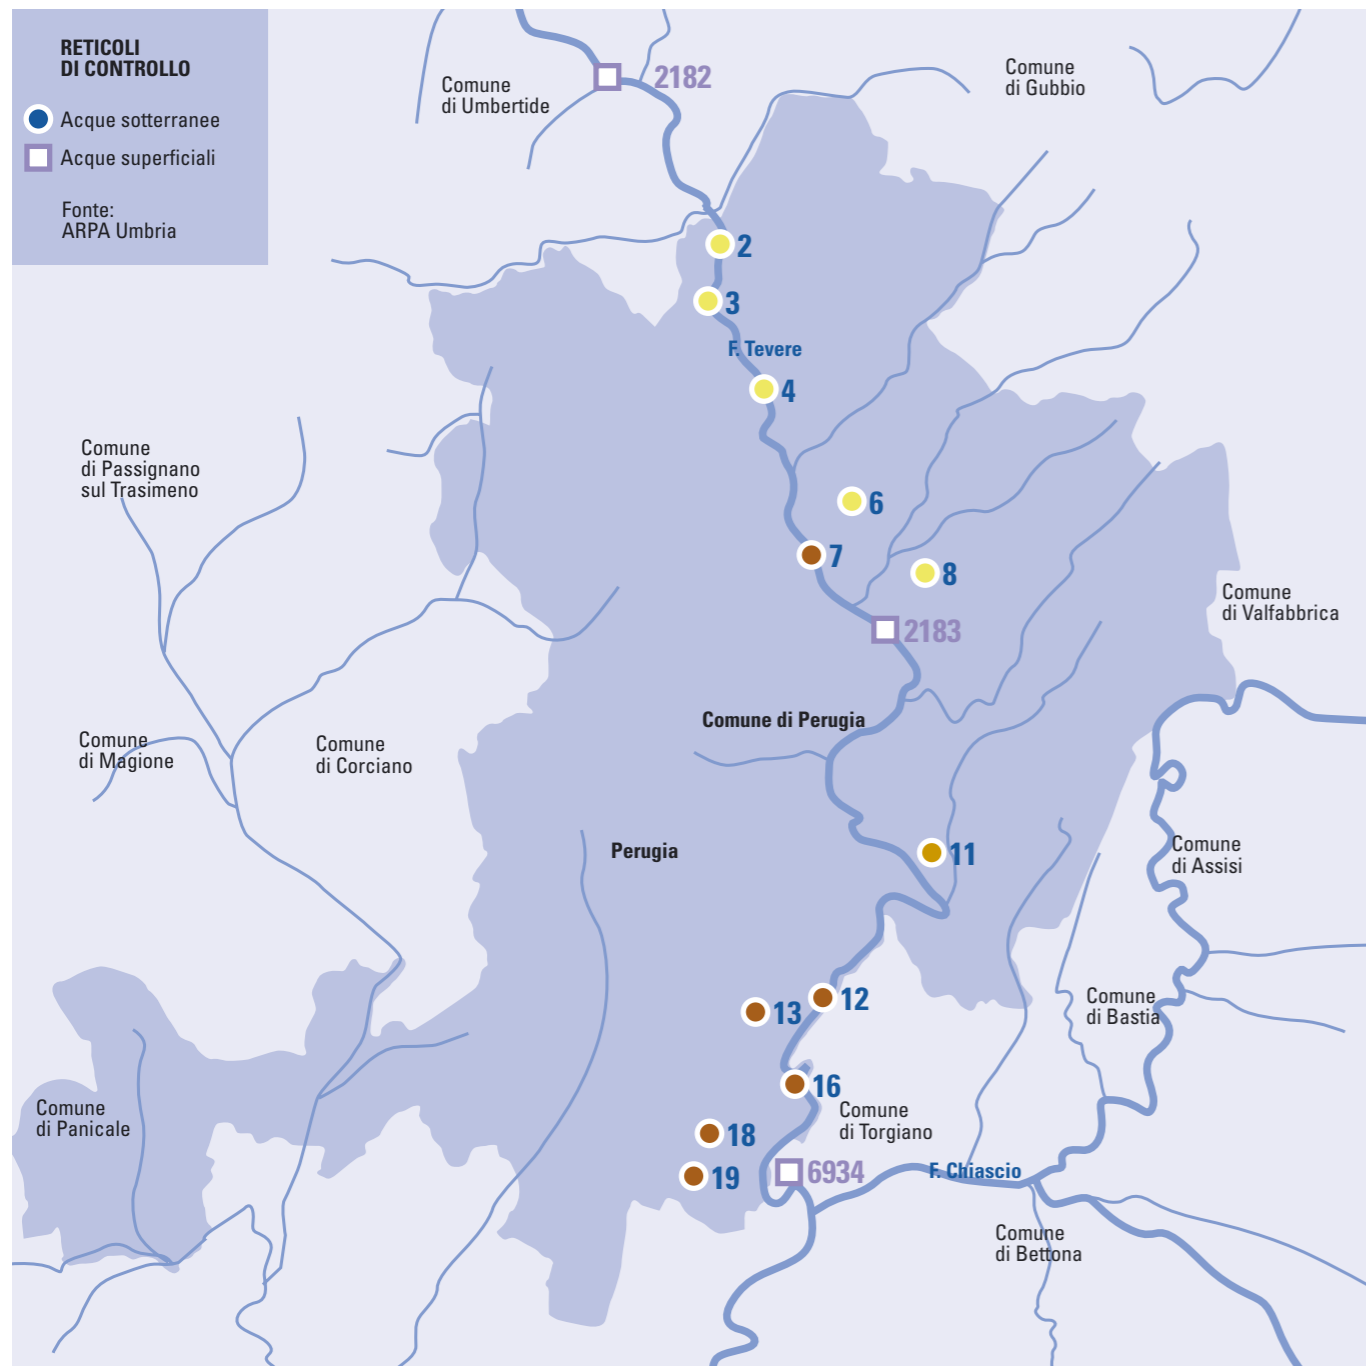 RETICOLI
DI CONTROLLO
Acque sotterranee
Acque superficiali
Fonte:
ARPA Umbria
Comune
di Umbertide
2182
Comune
di Gubbio
2
3
F. Tevere
4
Comune
di Passignano
sul Trasimeno
6
7
8
Comune
di Valfabbrica
2183
Comune di Perugia
Comune
di Magione
Comune
di Corciano
Perugia
11
Comune
di Assisi
12
13
Comune
di Bastia
16
Comune
di Panicale
Comune
di Torgiano
18
19
6934
F. Chiascio
Comune
di Bettona